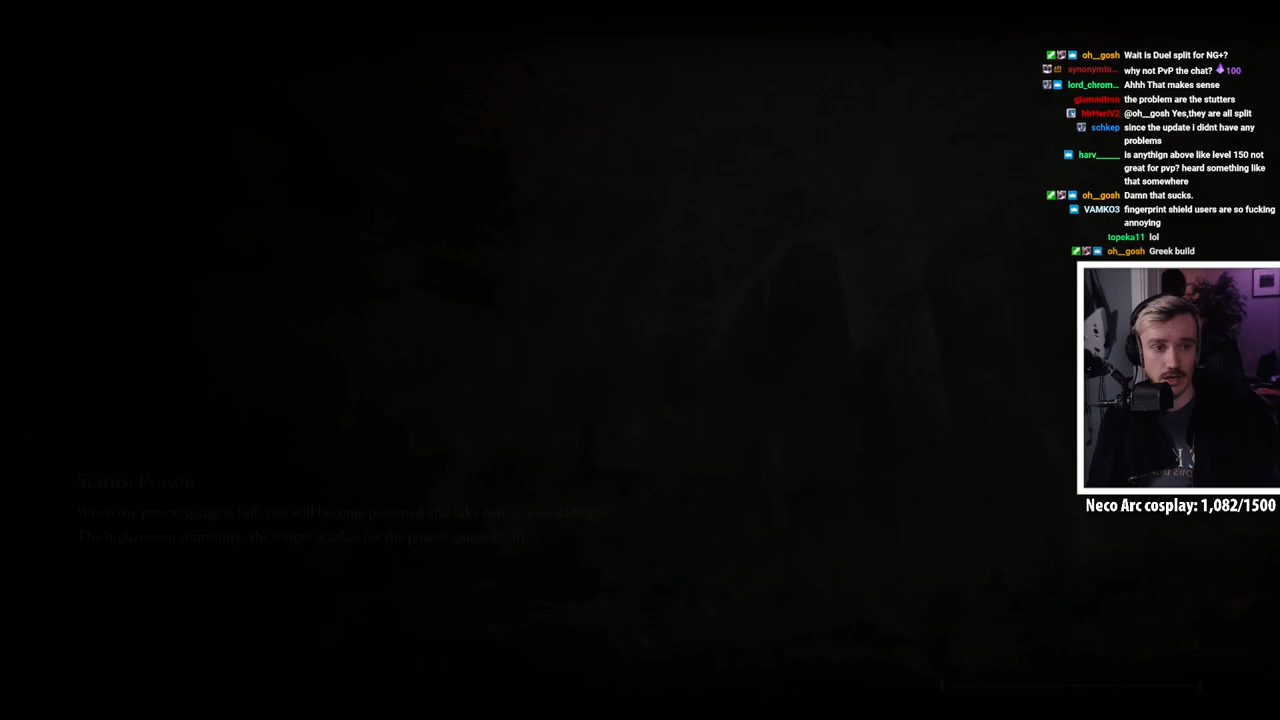 oh__gosh Wait is Duel split for NG+?
synonymto... why not PvP the chat? 100
lord_chrom... Ahhh That makes sense
glammitron the problem are the stutters
MrHeriV2 @oh__gosh Yes,they are all split
schkep since the update i didnt have any
problems
harv______ Is anythign above like level 150 not
great for pvp? heard something like
that somewhere
oh__gosh Damn that sucks.
VAMKO3 fingerprint shield users are so fucking
annoying
topeka11 lol
oh__gosh Greek build
Status: Poison
When the poison gauge is full, you will become poisoned and take continuous damage.
The higher your immunity, the longer it takes for the poison gauge to fill.
Neco Arc cosplay: 1,082/1500